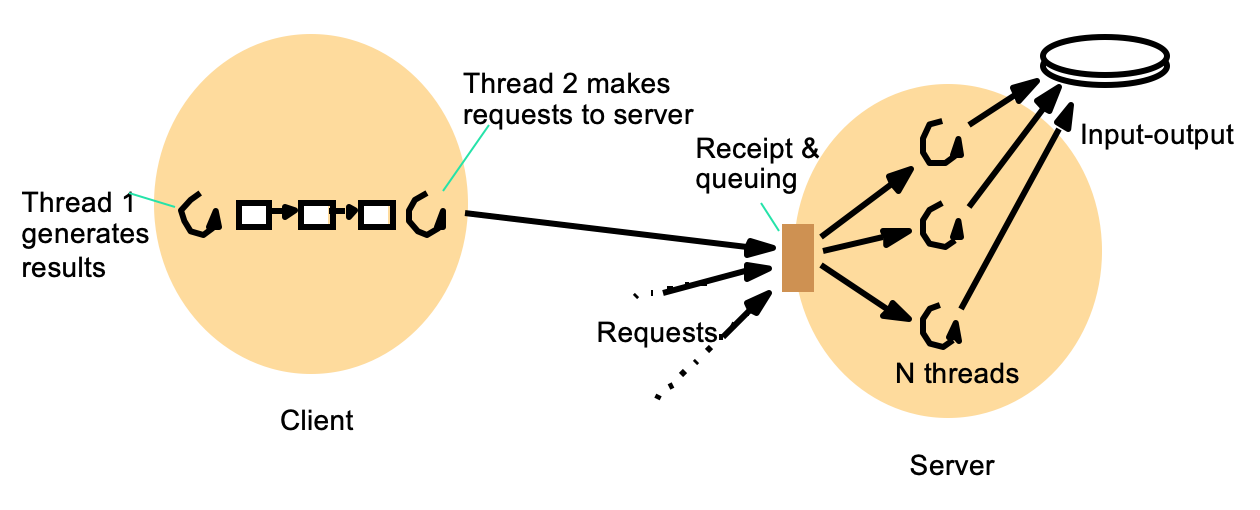 Thread 2 makes
requests to server
Receipt &
queuing
Input-output
Thread 1
generates
results
Requests
N threads
Client
Server